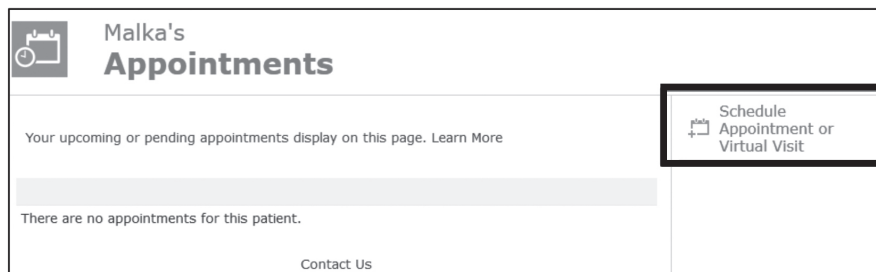 Malka's
Appointments
Your upcoming or pending appointments display on this page. Learn More
Schedule
Appointment or
Virtual Visit
There are no appointments for this patient.
Contact Us